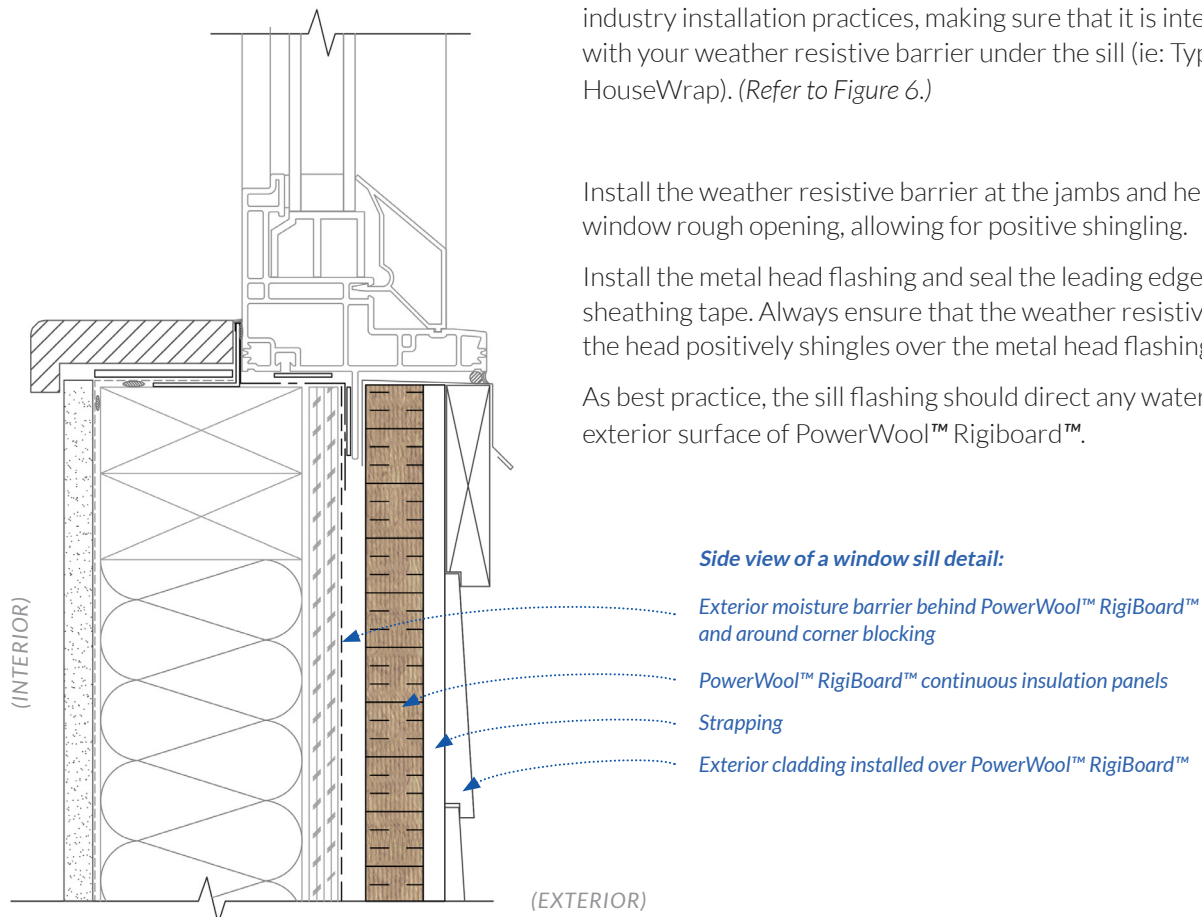 industry installation practices, making sure that it is
with your weather resistive barrier under the sill (ie:
HouseWrap). (Refer to Figure 6.)
Install the weather resistive barrier at the jambs and
window rough opening, allowing for positive shingling.
Install the metal head flashing and seal the leading edge
sheathing tape. Always ensure that the weather
the head positively shingles over the metal head flashing
As best practice, the sill flashing should direct any water
exterior surface of PowerWool™ Rigiboard™.
Side view of a window sill detail:
Exterior moisture barrier behind PowerWool™ RigiBoard™
and around corner blocking
PowerWool™ RigiBoard™ continuous insulation panels
Strapping
Exterior cladding installed over PowerWool™ RigiBoard™
(INTERIOR)
(EXTERIOR)